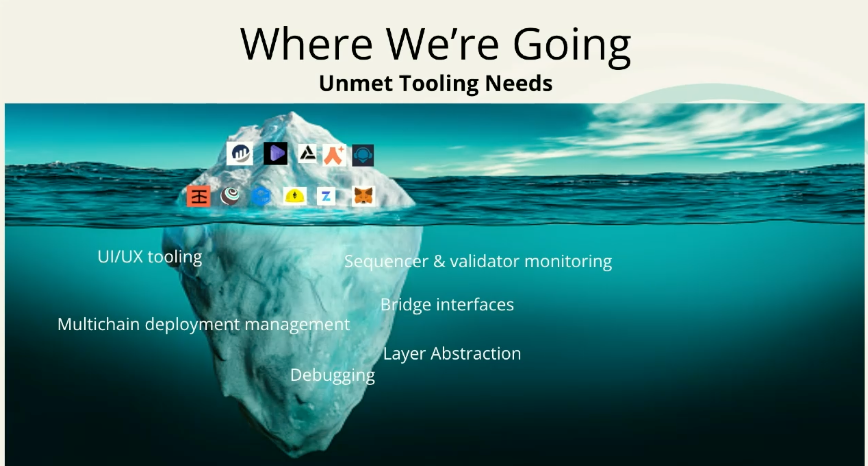 Where We're Going
Unmet Tooling Needs
UI/UX tooling
Sequencer & validator monitoring
Bridge interfaces
Multichain deployment management
Layer Abstraction
Debugging